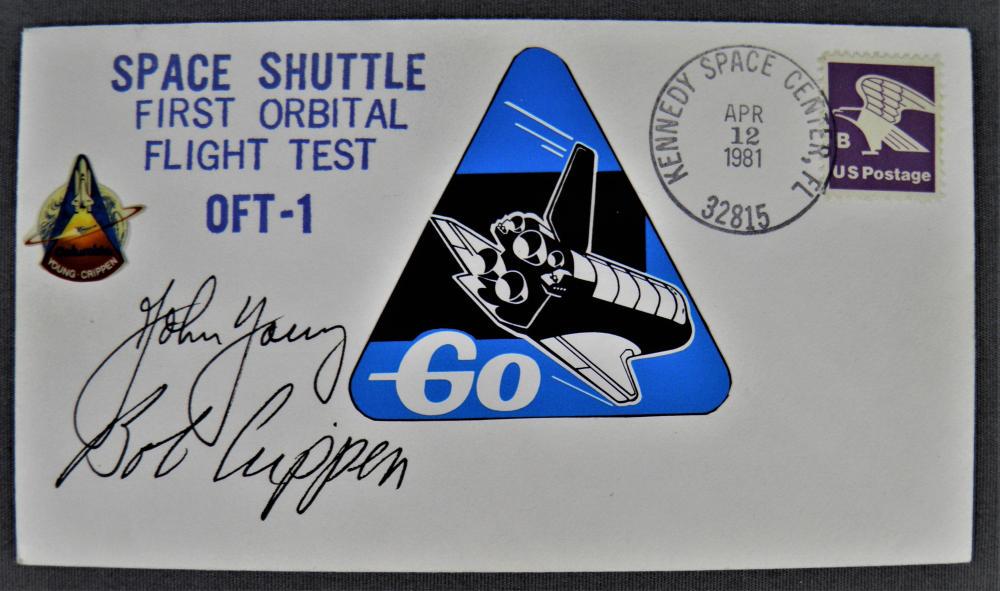 SPACE SHUTTLE
FIRST ORBITAL
FLIGHT TEST
OFT-1
YOUNG·CRIPPEN
John Young
Bob Crippen
Go
KENNEDY SPACE CENTER, FL
APR
12
1981
32815
B
US Postage